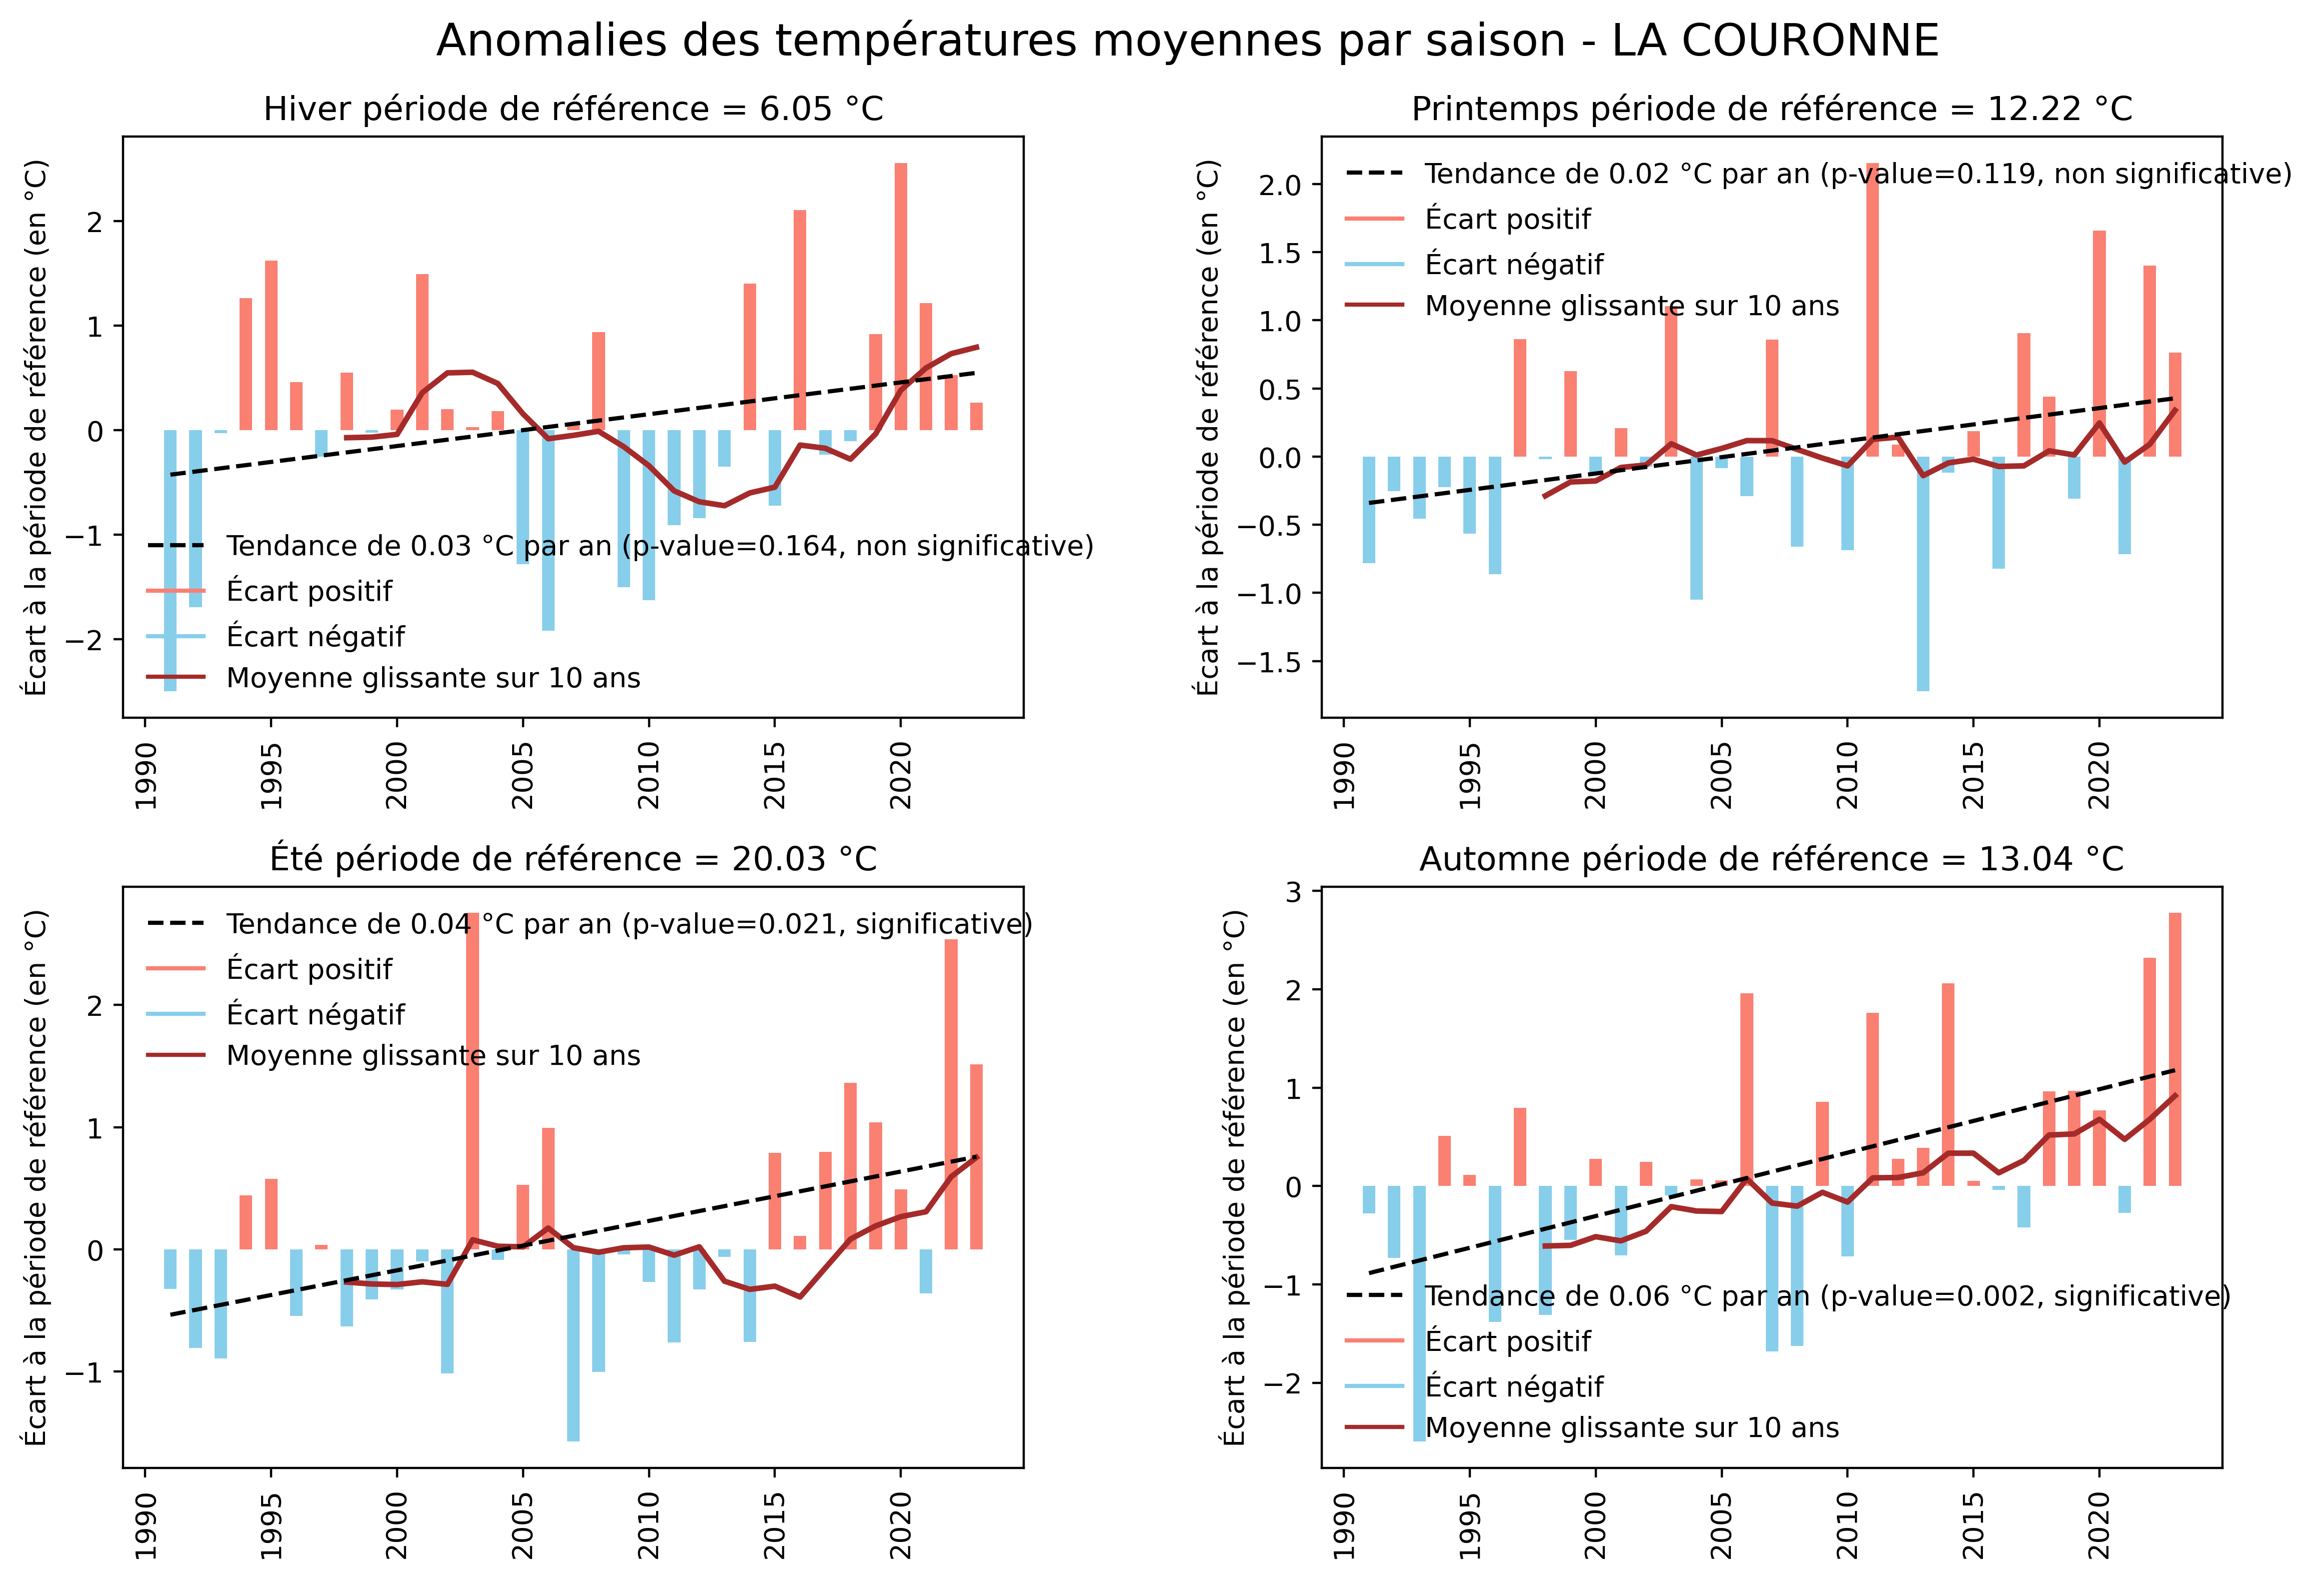 Anomalies des températures moyennes par saison - LA COURONNE
Hiver période de référence = 6.05 °C
Écart à la période de référence (en °C)
2
1
0
−1
−2
Tendance de 0.03 °C par an (p-value=0.164, non significative)
Écart positif
Écart négatif
Moyenne glissante sur 10 ans
1990
1995
2000
2005
2010
2015
2020
Printemps période de référence = 12.22 °C
Écart à la période de référence (en °C)
2.0
1.5
1.0
0.5
0.0
−0.5
−1.0
−1.5
Tendance de 0.02 °C par an (p-value=0.119, non significative)
Écart positif
Écart négatif
Moyenne glissante sur 10 ans
1990
1995
2000
2005
2010
2015
2020
Été période de référence = 20.03 °C
Écart à la période de référence (en °C)
2
1
0
−1
Tendance de 0.04 °C par an (p-value=0.021, significative)
Écart positif
Écart négatif
Moyenne glissante sur 10 ans
1990
1995
2000
2005
2010
2015
2020
Automne période de référence = 13.04 °C
Écart à la période de référence (en °C)
3
2
1
0
−1
−2
Tendance de 0.06 °C par an (p-value=0.002, significative)
Écart positif
Écart négatif
Moyenne glissante sur 10 ans
1990
1995
2000
2005
2010
2015
2020